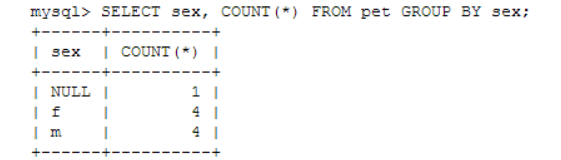 mysql> SELECT sex, COUNT(*) FROM pet GROUP BY sex;
+------+----------+
| sex  | COUNT(*) |
+------+----------+
| NULL |        1 |
| f    |        4 |
| m    |        4 |
+------+----------+